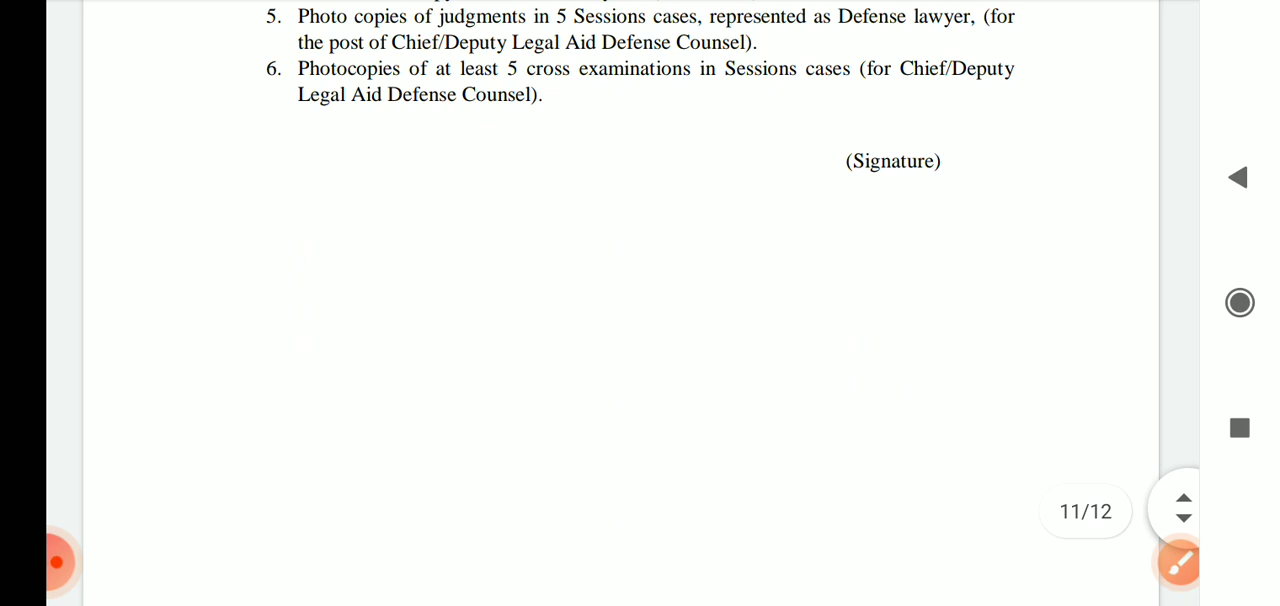 5. Photo copies of judgments in 5 Sessions cases, represented as Defense lawyer, (for
the post of Chief/Deputy Legal Aid Defense Counsel).
6. Photocopies of at least 5 cross examinations in Sessions cases (for Chief/Deputy
Legal Aid Defense Counsel).
(Signature)
11/12